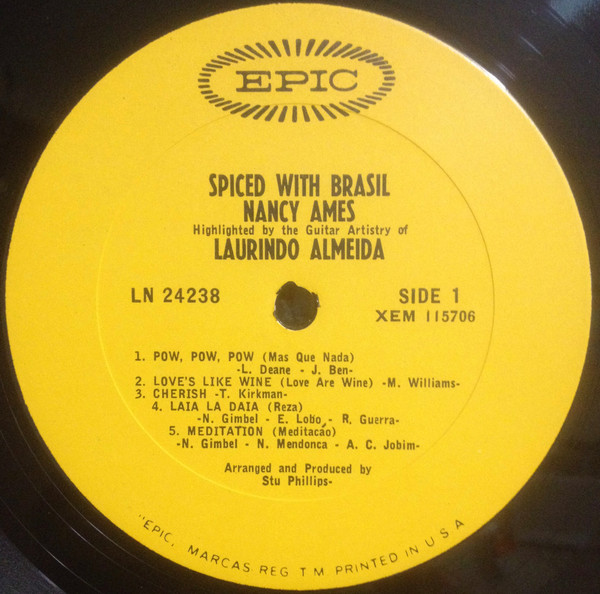 EPIC
SPICED WITH BRASIL
NANCY AMES
Highlighted by the Guitar Artistry of
LAURINDO ALMEIDA
LN 24238
SIDE 1
XEM 115706
1. POW, POW, POW (Mas Que Nada)
-L. Deane - J. Ben-
2. LOVE'S LIKE WINE (Love Are Wine) -M. Williams-
3. CHERISH -T. Kirkman-
4. LAIA LA DAIA (Reza)
-N. Gimbel - E. Lobo - R. Guerra-
5. MEDITATION (Meditacáo)
-N. Gimbel - N. Mendonca - A. C. Jobim-
Arranged and Produced by
Stu Phillips-
"EPIC, MARCAS REG T M PRINTED IN U S A